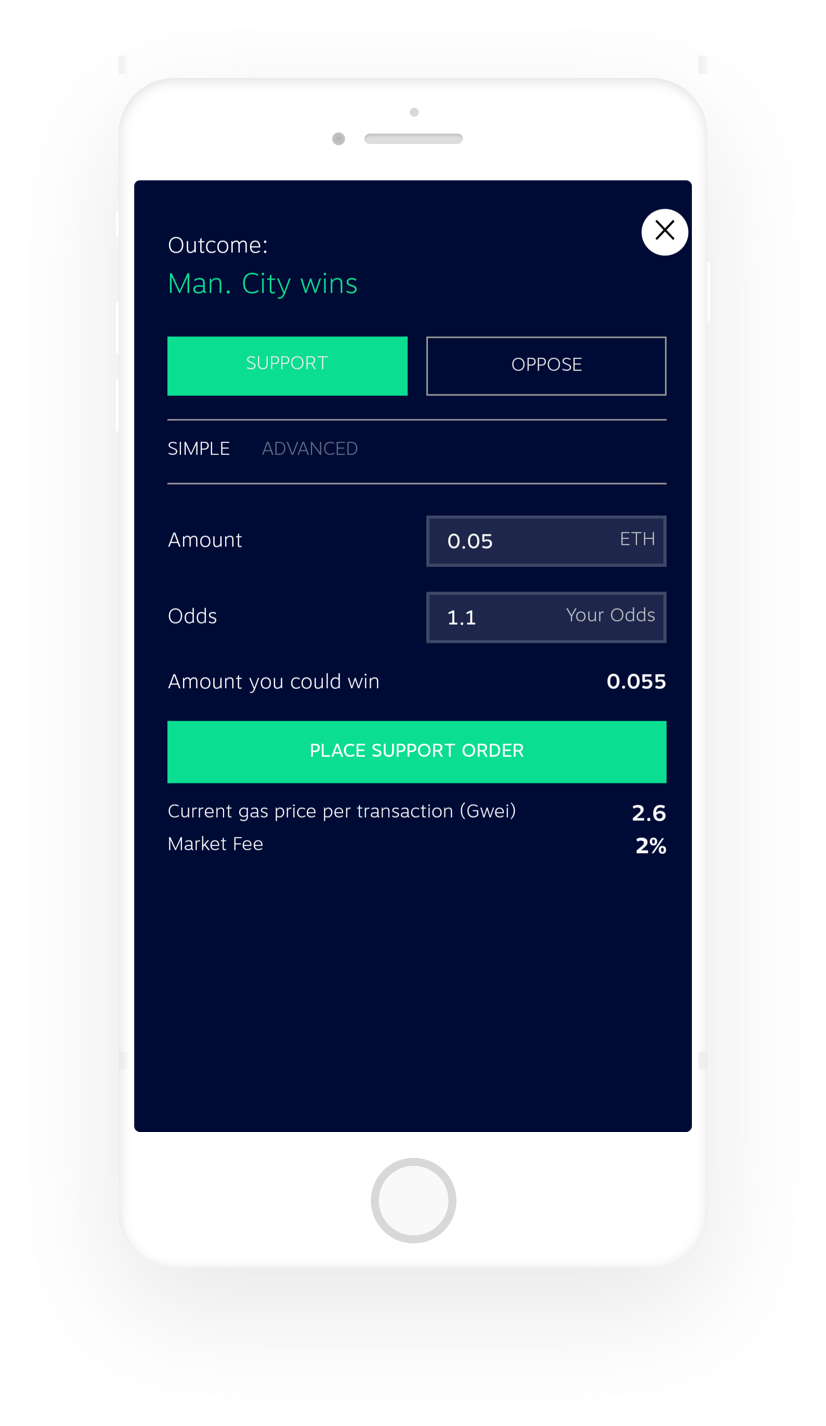 Outcome:
Man. City wins
SUPPORT OPPOSE
SIMPLE ADVANCED
Amount 0.05 ETH
Odds 1.1 Your Odds
Amount you could win 0.055
PLACE SUPPORT ORDER
Current gas price per transaction (Gwei) 2.6
Market Fee 2%